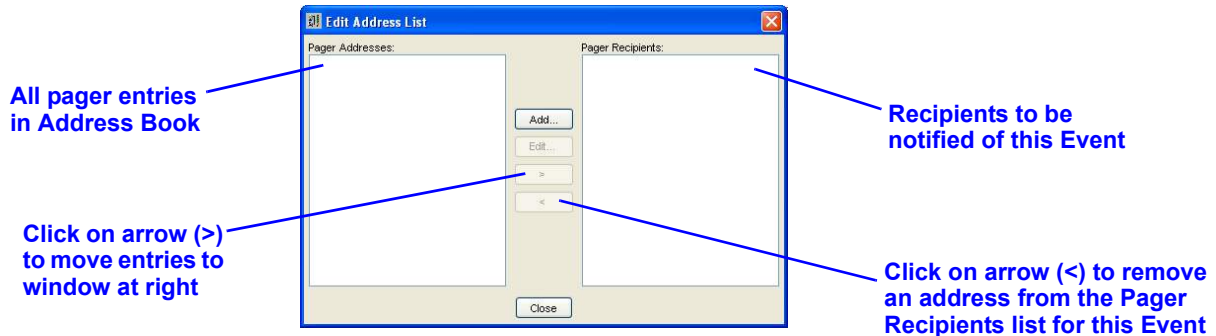 Edit Address List
Pager Addresses:
Pager Recipients:
All pager entries
in Address Book
Recipients to be
notified of this Event
Add...
Edit...
>
<
Click on arrow (>)
to move entries to
window at right
Click on arrow (<) to remove
an address from the Pager
Recipients list for this Event
Close